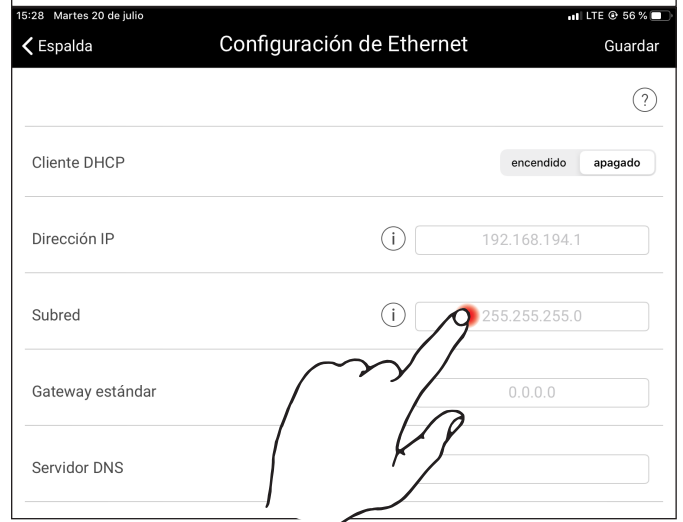 15:28 Martes 20 de julio LTE 56 %
Espalda Configuración de Ethernet Guardar
?
Cliente DHCP encendido apagado
Dirección IP i 192.168.194.1
Subred i 255.255.255.0
Gateway estándar 0.0.0.0
Servidor DNS